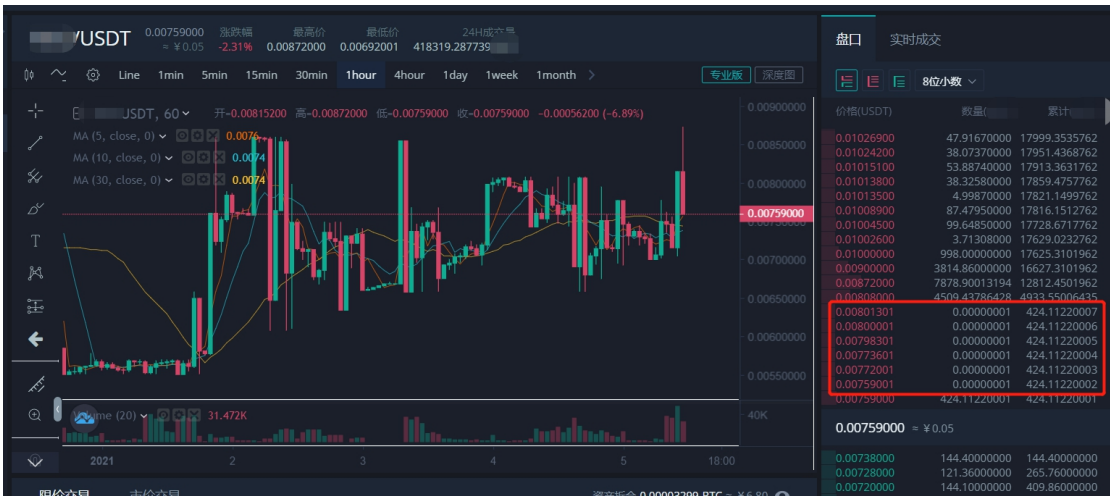 /USDT
0.00759000 涨跌幅 最高价 最低价 24H成交量
≈ ¥0.05 -2.31% 0.00872000 0.00692001 418319.287739
Line 1min 5min 15min 30min 1hour 4hour 1day 1week 1month 专业版 深度图
USDT, 60 开-0.00815200 高-0.00872000 低-0.00759000 收-0.00759000 -0.00056200 (-6.89%)
MA (5, close, 0) 0.0076
MA (10, close, 0) 0.0074
MA (30, close, 0) 0.0074
0.00900000
0.00850000
0.00800000
0.00759000
0.00700000
0.00650000
0.00600000
0.00550000
Volume (20) 31.472K
40K
2021 2 3 4 5 18:00
限价交易 市价交易 资产折合 0.00003299 BTC ≈ ¥6.80
盘口 实时成交
8位小数
价格(USDT) 数量( 累计
0.01026900 47.91670000 17999.3535762
0.01024200 38.07370000 17951.4368762
0.01015100 53.88740000 17913.3631762
0.01013800 38.32580000 17859.4757762
0.01013500 4.99870000 17821.1499762
0.01008900 87.47950000 17816.1512762
0.01004500 99.64850000 17728.6717762
0.01002600 3.71308000 17629.0232762
0.01000000 998.00000000 17625.3101962
0.00900000 3814.86000000 16627.3101962
0.00872000 7878.90013194 12812.4501962
0.00808000 4509.43786428 4933.55006435
0.00801301 0.00000001 424.11220007
0.00800001 0.00000001 424.11220006
0.00798301 0.00000001 424.11220005
0.00773601 0.00000001 424.11220004
0.00772001 0.00000001 424.11220003
0.00759001 0.00000001 424.11220002
0.00759000 424.11220001 424.11220001
0.00759000 ≈ ¥0.05
0.00738000 144.40000000 144.40000000
0.00728000 121.36000000 265.76000000
0.00720000 144.10000000 409.86000000